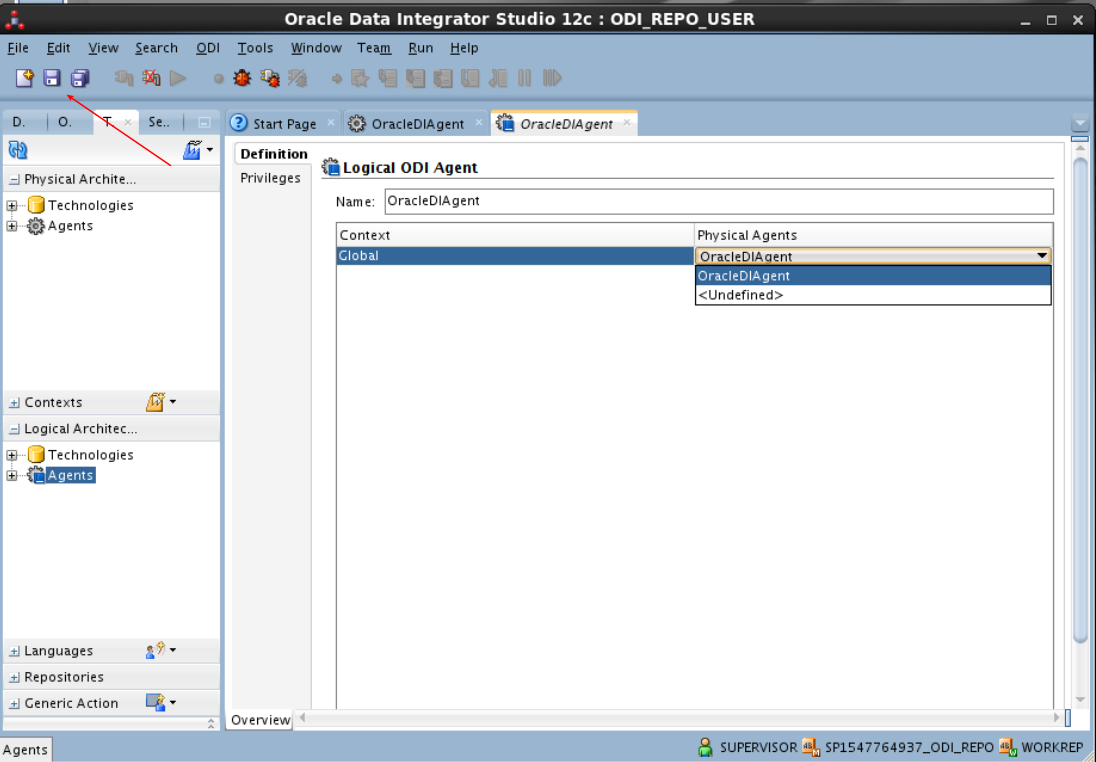 Oracle Data Integrator Studio 12c : ODI_REPO_USER
File Edit View Search ODI Tools Window Team Run Help
D. O. T. Se.. Start Page OracleDIAgent OracleDIAgent
Definition
Privileges
Logical ODI Agent
Name: OracleDIAgent
Context Physical Agents
Global OracleDIAgent
OracleDIAgent
<Undefined>
Physical Archite...
Technologies
Agents
Contexts
Logical Architec...
Technologies
Agents
Languages
Repositories
Generic Action
Overview
Agents SUPERVISOR SP1547764937_ODI_REPO WORKREP